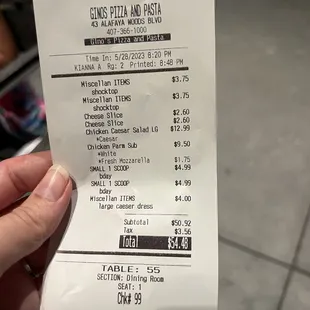 GINOS PIZZA AND PASTA
43 ALAFAYA WOODS BLVD
407-366-1000
Gino's Pizza and Pasta
Time In: 5/28/2023 8:20 PM
KIANNA A Rg: 2 Printed: 8:48 PM
Miscellan ITEMS $3.75
shocktop
Miscellan ITEMS $3.75
shocktop
Cheese Slice $2.60
Cheese Slice $2.60
Chicken Caesar Salad LG $12.99
*Caesar
Chicken Parm Sub $9.50
*White
*Fresh Mozzarella $1.75
SMALL 1 SCOOP $4.99
bday
SMALL 1 SCOOP $4.99
bday
Miscellan ITEMS $4.00
large caeser dress
Subtotal $50.92
Tax $3.56
Total $54.48
TABLE: 55
SECTION: Dining Room
SEAT: 1
Chk# 99